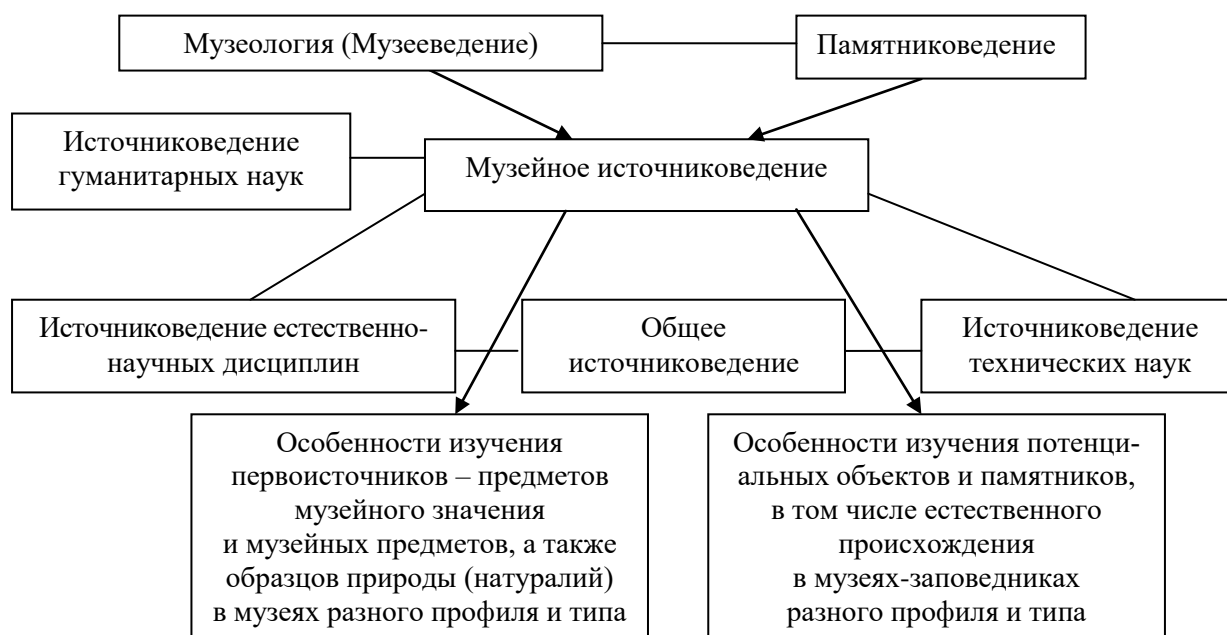 Музеология (Музееведение)
Памятниковедение
Источниковедение
гуманитарных наук
Музейное источниковедение
Источниковедение естественно-
научных дисциплин
Общее
источниковедение
Источниковедение
технических наук
Особенности изучения
первоисточников – предметов
музейного значения
и музейных предметов, а также
образцов природы (натуралий)
в музеях разного профиля и типа
Особенности изучения потенци-
альных объектов и памятников,
в том числе естественного
происхождения
в музеях-заповедниках
разного профиля и типа